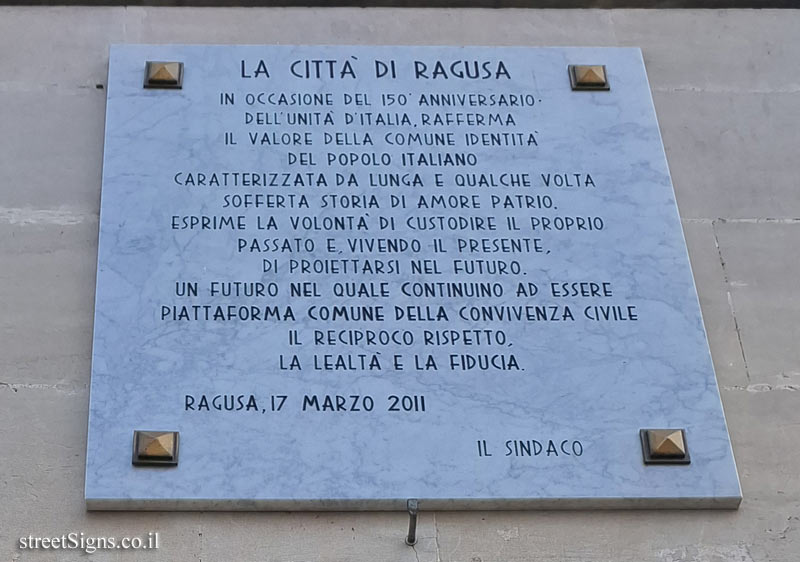 LA CITTÀ DI RAGUSA
IN OCCASIONE DEL 150° ANNIVERSARIO
DELL'UNITÀ D'ITALIA, RAFFERMA
IL VALORE DELLA COMUNE IDENTITÀ
DEL POPOLO ITALIANO
CARATTERIZZATA DA LUNGA E QUALCHE VOLTA
SOFFERTA STORIA DI AMORE PATRIO.
ESPRIME LA VOLONTÀ DI CUSTODIRE IL PROPRIO
PASSATO E, VIVENDO IL PRESENTE,
DI PROIETTARSI NEL FUTURO.
UN FUTURO NEL QUALE CONTINUINO AD ESSERE
PIATTAFORMA COMUNE DELLA CONVIVENZA CIVILE
IL RECIPROCO RISPETTO,
LA LEALTÀ E LA FIDUCIA.
RAGUSA, 17 MARZO 2011
IL SINDACO
streetSigns.co.il